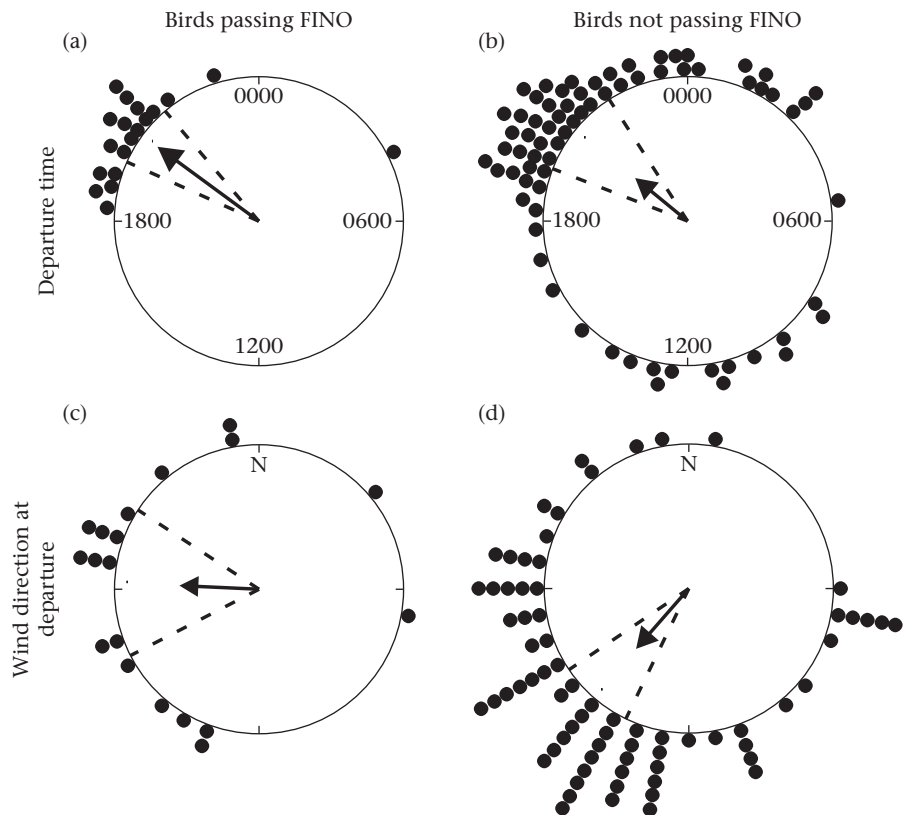 Birds passing FINO
Birds not passing FINO
(a)
(b)
Departure time
0000
1800
0600
1200
0000
1800
0600
1200
(c)
(d)
Wind direction at
departure
N
N